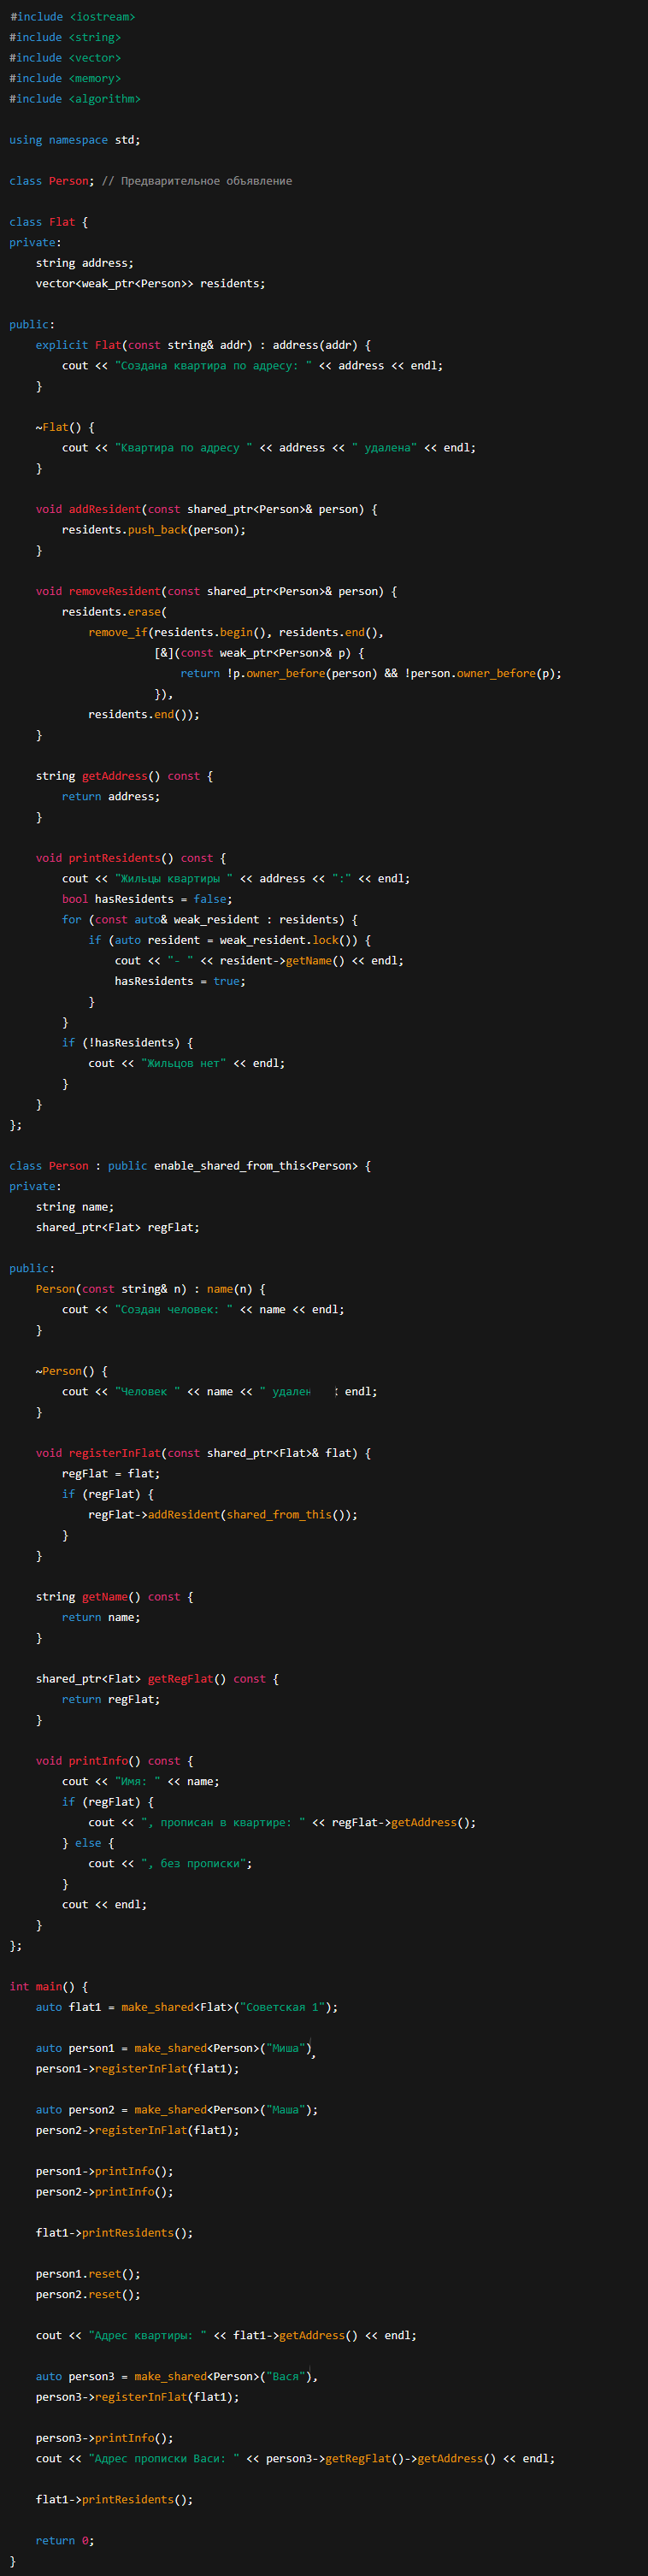 #include <iostream>
#include <string>
#include <vector>
#include <memory>
#include <algorithm>

using namespace std;

class Person; // Предварительное объявление

class Flat {
private:
    string address;
    vector<weak_ptr<Person>> residents;

public:
    explicit Flat(const string& addr) : address(addr) {
        cout << "Создана квартира по адресу: " << address << endl;
    }

    ~Flat() {
        cout << "Квартира по адресу " << address << " удалена" << endl;
    }

    void addResident(const shared_ptr<Person>& person) {
        residents.push_back(person);
    }

    void removeResident(const shared_ptr<Person>& person) {
        residents.erase(
            remove_if(residents.begin(), residents.end(),
                      [&](const weak_ptr<Person>& p) {
                          return !p.owner_before(person) && !person.owner_before(p);
                      }),
            residents.end());
    }

    string getAddress() const {
        return address;
    }

    void printResidents() const {
        cout << "Жильцы квартиры " << address << ":" << endl;
        bool hasResidents = false;
        for (const auto& weak_resident : residents) {
            if (auto resident = weak_resident.lock()) {
                cout << "- " << resident->getName() << endl;
                hasResidents = true;
            }
        }
        if (!hasResidents) {
            cout << "Жильцов нет" << endl;
        }
    }
};

class Person : public enable_shared_from_this<Person> {
private:
    string name;
    shared_ptr<Flat> regFlat;

public:
    Person(const string& n) : name(n) {
        cout << "Создан человек: " << name << endl;
    }

    ~Person() {
        cout << "Человек " << name << " удален endl;
    }

    void registerInFlat(const shared_ptr<Flat>& flat) {
        regFlat = flat;
        if (regFlat) {
            regFlat->addResident(shared_from_this());
        }
    }

    string getName() const {
        return name;
    }

    shared_ptr<Flat> getRegFlat() const {
        return regFlat;
    }

    void printInfo() const {
        cout << "Имя: " << name;
        if (regFlat) {
            cout << ", прописан в квартире: " << regFlat->getAddress();
        } else {
            cout << ", без прописки";
        }
        cout << endl;
    }
};

int main() {
    auto flat1 = make_shared<Flat>("Советская 1");

    auto person1 = make_shared<Person>("Миша"),
    person1->registerInFlat(flat1);

    auto person2 = make_shared<Person>("Маша");
    person2->registerInFlat(flat1);

    person1->printInfo();
    person2->printInfo();

    flat1->printResidents();

    person1.reset();
    person2.reset();

    cout << "Адрес квартиры: " << flat1->getAddress() << endl;

    auto person3 = make_shared<Person>("Вася"),
    person3->registerInFlat(flat1);

    person3->printInfo();
    cout << "Адрес прописки Васи: " << person3->getRegFlat()->getAddress() << endl;

    flat1->printResidents();

    return 0;
}